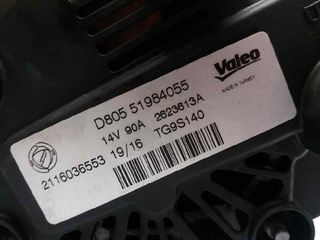 Valeo
MADE IN TURKEY
D805 51984055
14V 90A 2623613A
2116036553 19/16 TG9S140